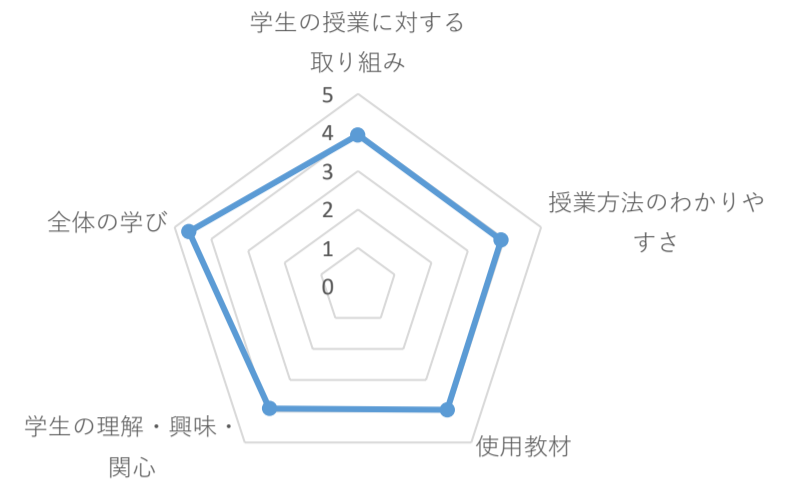 学生の授業に対する
取り組み
5
4
3
2
1
0
授業方法のわかりや
すさ
全体の学び
学生の理解・興味・
関心
使用教材